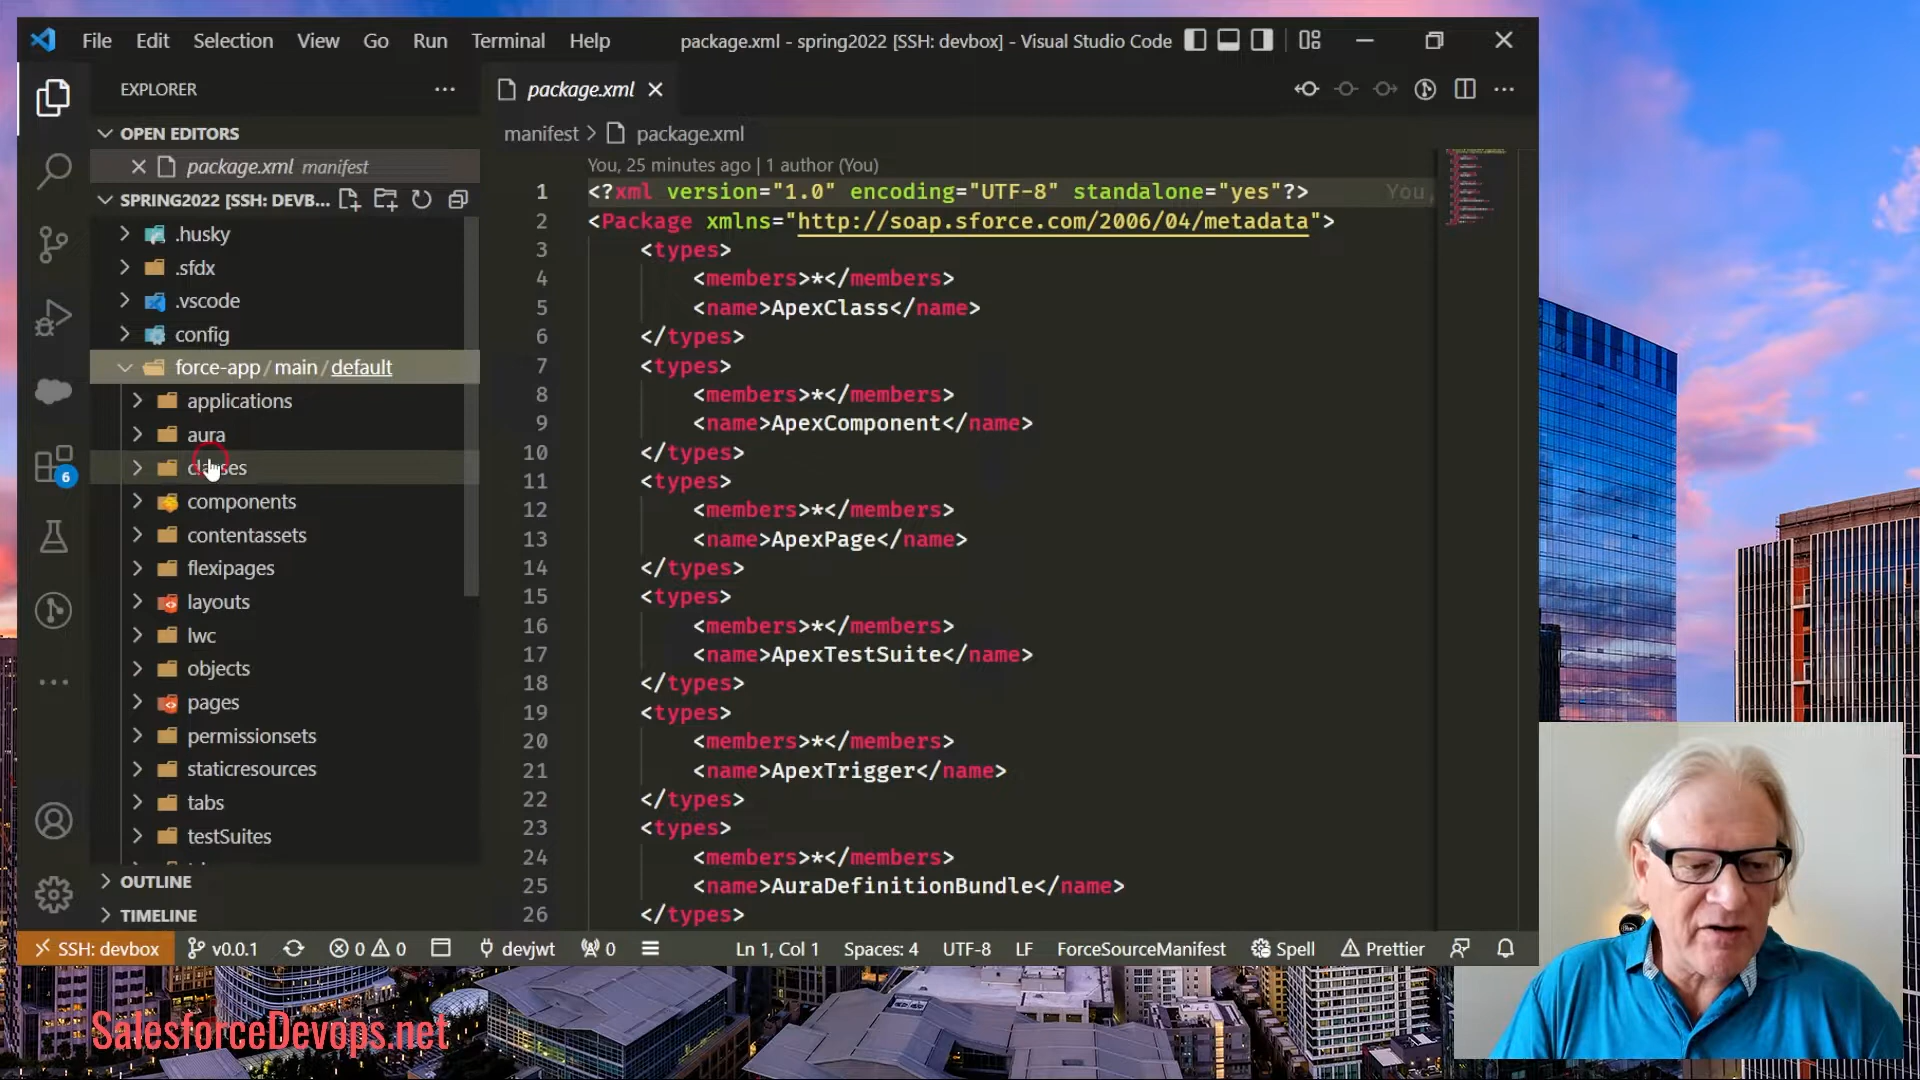 File Edit Selection View Go Run Terminal Help
package.xml - spring2022 [SSH: devbox] - Visual Studio Code
EXPLORER
OPEN EDITORS
package.xml manifest
SPRING2022 [SSH: DEVB...
.husky
.sfdx
.vscode
config
force-app/main/default
applications
aura
classes
components
contentassets
flexipages
layouts
lwc
objects
pages
permissionsets
staticresources
tabs
testSuites
OUTLINE
TIMELINE
6
package.xml
manifest > package.xml
You, 25 minutes ago | 1 author (You)
1 <?xml version="1.0" encoding="UTF-8" standalone="yes"?> You,
2 <Package xmlns="http://soap.sforce.com/2006/04/metadata">
3 <types>
4 <members>*</members>
5 <name>ApexClass</name>
6 </types>
7 <types>
8 <members>*</members>
9 <name>ApexComponent</name>
10 </types>
11 <types>
12 <members>*</members>
13 <name>ApexPage</name>
14 </types>
15 <types>
16 <members>*</members>
17 <name>ApexTestSuite</name>
18 </types>
19 <types>
20 <members>*</members>
21 <name>ApexTrigger</name>
22 </types>
23 <types>
24 <members>*</members>
25 <name>AuraDefinitionBundle</name>
26 </types>
SSH: devbox v0.0.1 0 0 devjwt 0 Ln 1, Col 1 Spaces: 4 UTF-8 LF ForceSourceManifest Spell Prettier
SalesforceDevops.net